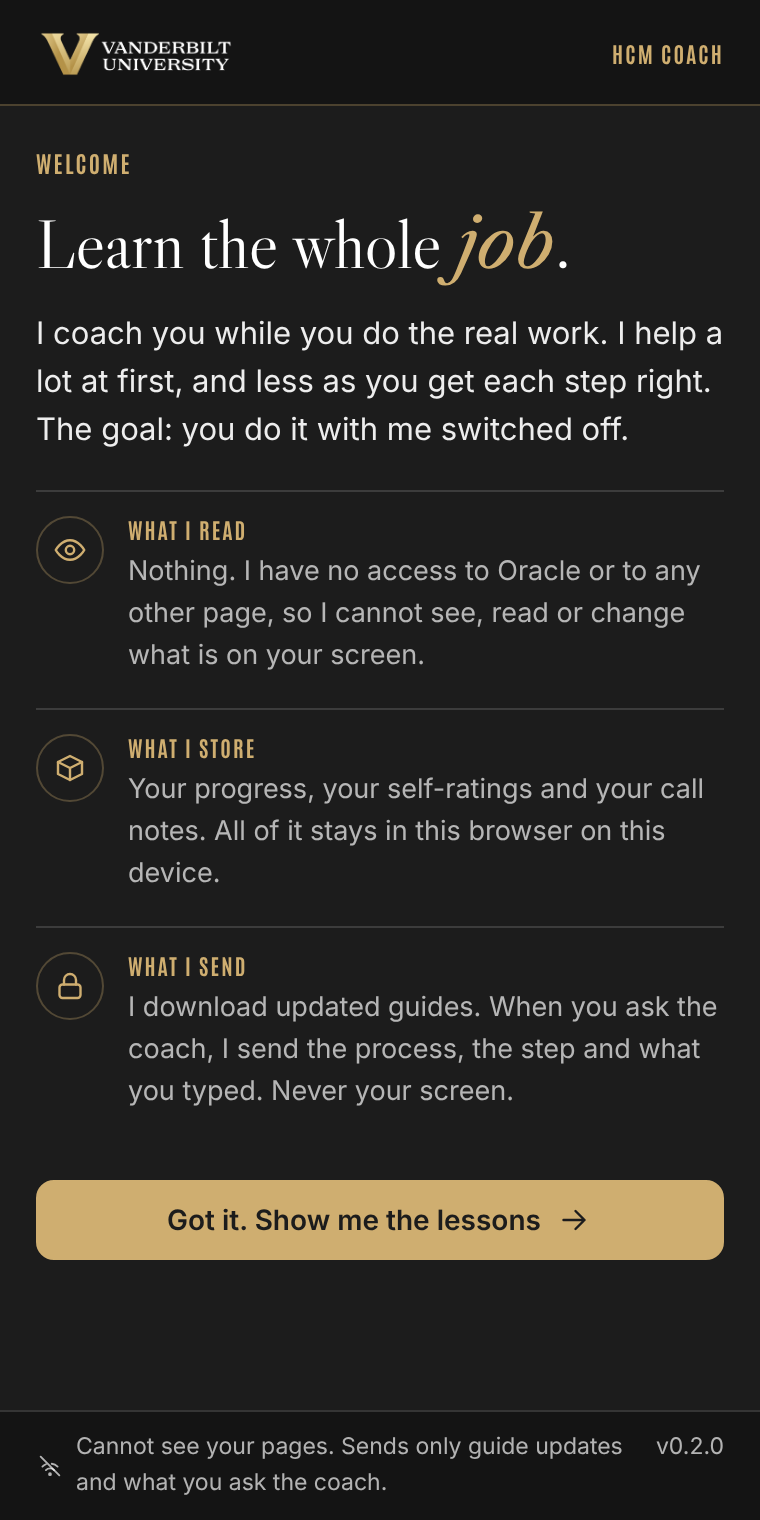 VANDERBILT
UNIVERSITY
HCM COACH
WELCOME
Learn the whole job.
I coach you while you do the real work. I help a
lot at first, and less as you get each step right.
The goal: you do it with me switched off.
WHAT I READ
Nothing. I have no access to Oracle or to any
other page, so I cannot see, read or change
what is on your screen.
WHAT I STORE
Your progress, your self-ratings and your call
notes. All of it stays in this browser on this
device.
WHAT I SEND
I download updated guides. When you ask the
coach, I send the process, the step and what
you typed. Never your screen.
Got it. Show me the lessons →
Cannot see your pages. Sends only guide updates
and what you ask the coach.
v0.2.0